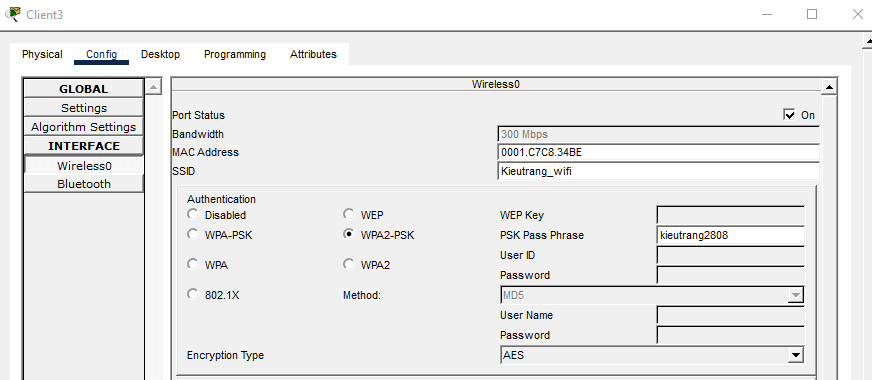 Client3
Physical Config Desktop Programming Attributes
GLOBAL
Settings
Algorithm Settings
INTERFACE
Wireless0
Bluetooth
Wireless0
Port Status On
Bandwidth 300 Mbps
MAC Address 0001.C7C8.34BE
SSID Kieutrang_wifi
Authentication
Disabled WEP WEP Key
WPA-PSK WPA2-PSK PSK Pass Phrase kieutrang2808
User ID
WPA WPA2
Password
802.1X Method: MD5
User Name
Password
Encryption Type AES